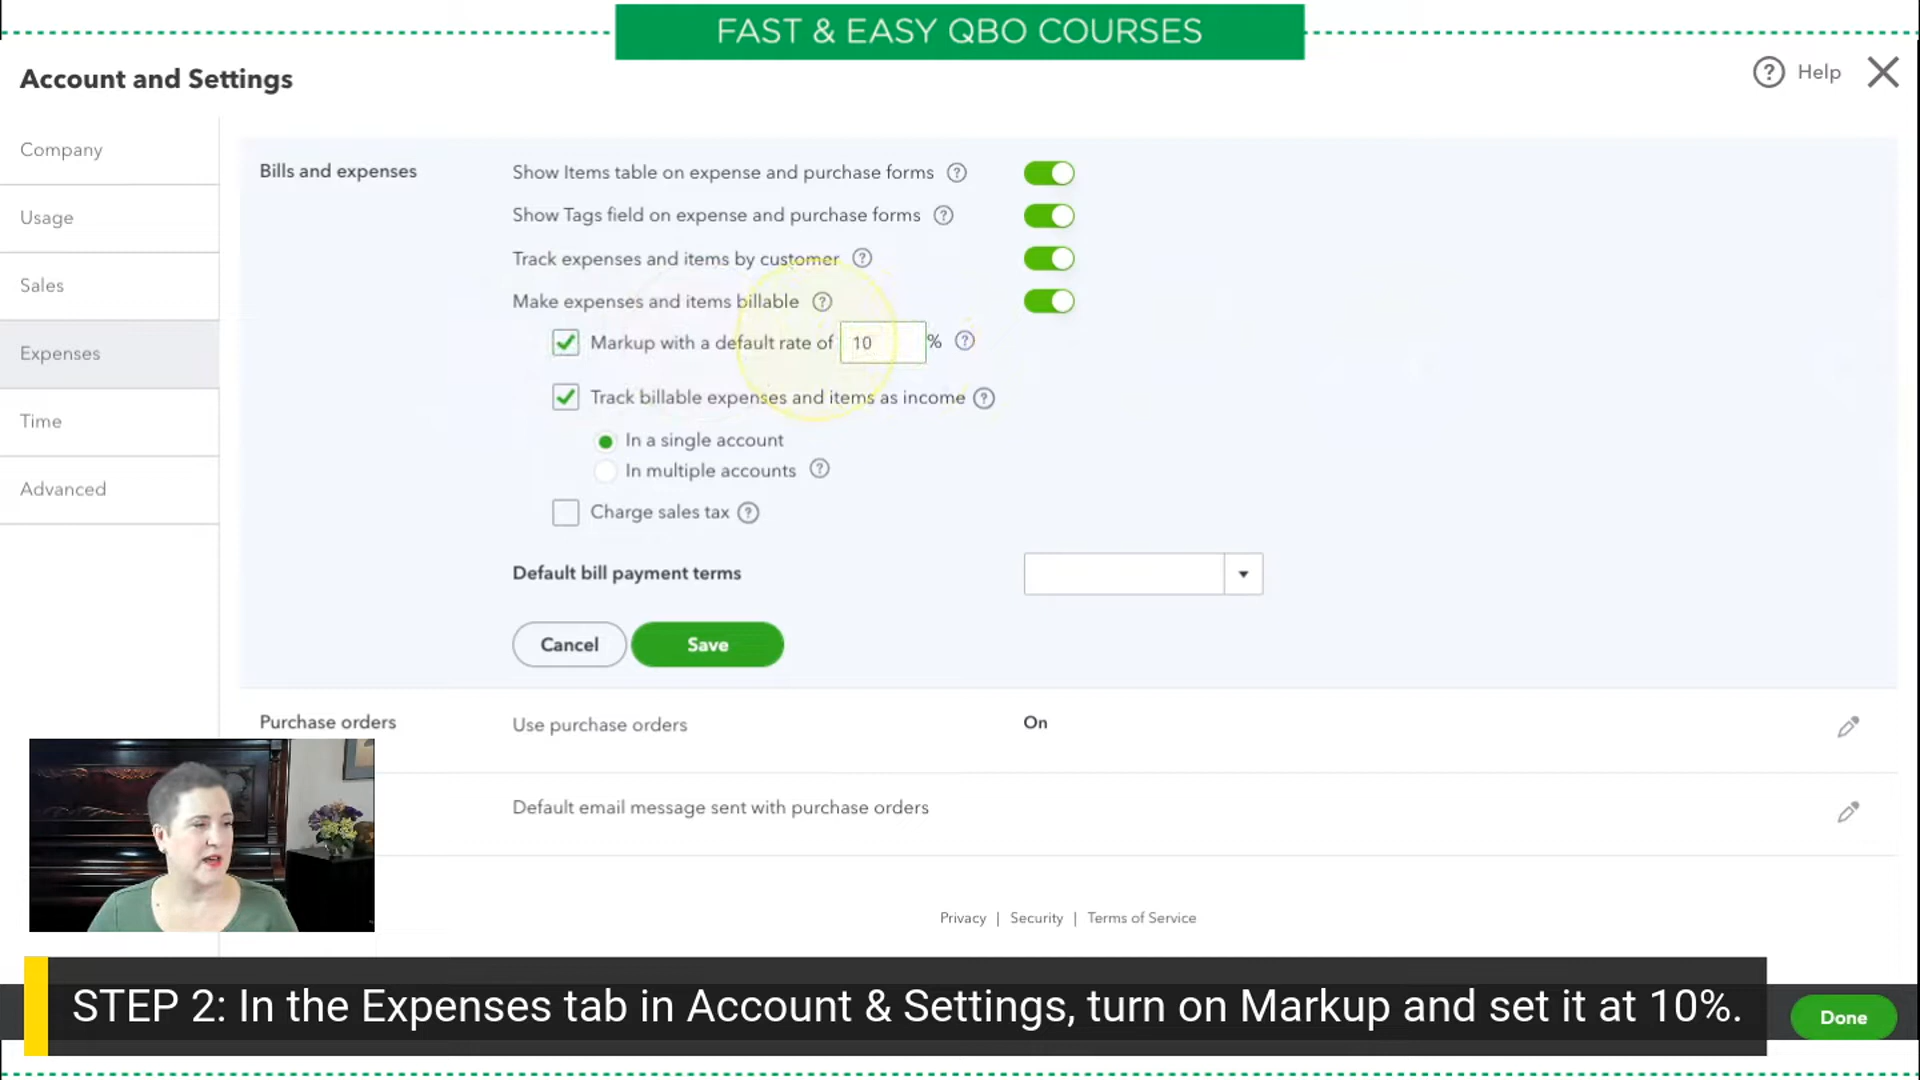 FAST & EASY QBO COURSES
Account and Settings
? Help
Company
Usage
Sales
Expenses
Time
Advanced
Bills and expenses
Show Items table on expense and purchase forms ?
Show Tags field on expense and purchase forms ?
Track expenses and items by customer ?
Make expenses and items billable ?
Markup with a default rate of 10 % ?
Track billable expenses and items as income ?
In a single account
In multiple accounts ?
Charge sales tax ?
Default bill payment terms
Cancel Save
Purchase orders Use purchase orders On
Default email message sent with purchase orders
Privacy | Security | Terms of Service
STEP 2: In the Expenses tab in Account & Settings, turn on Markup and set it at 10%.
Done